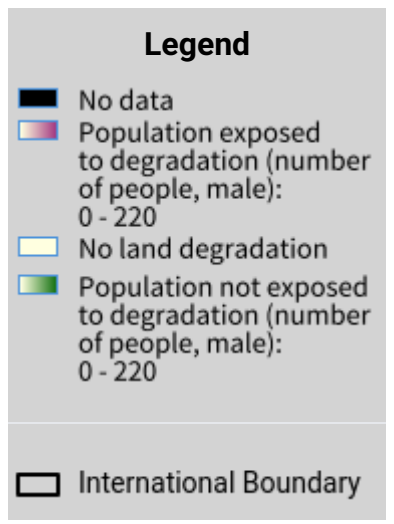 Legend
No data
Population exposed
to degradation (number
of people, male):
0 - 220
No land degradation
Population not exposed
to degradation (number
of people, male):
0 - 220
International Boundary